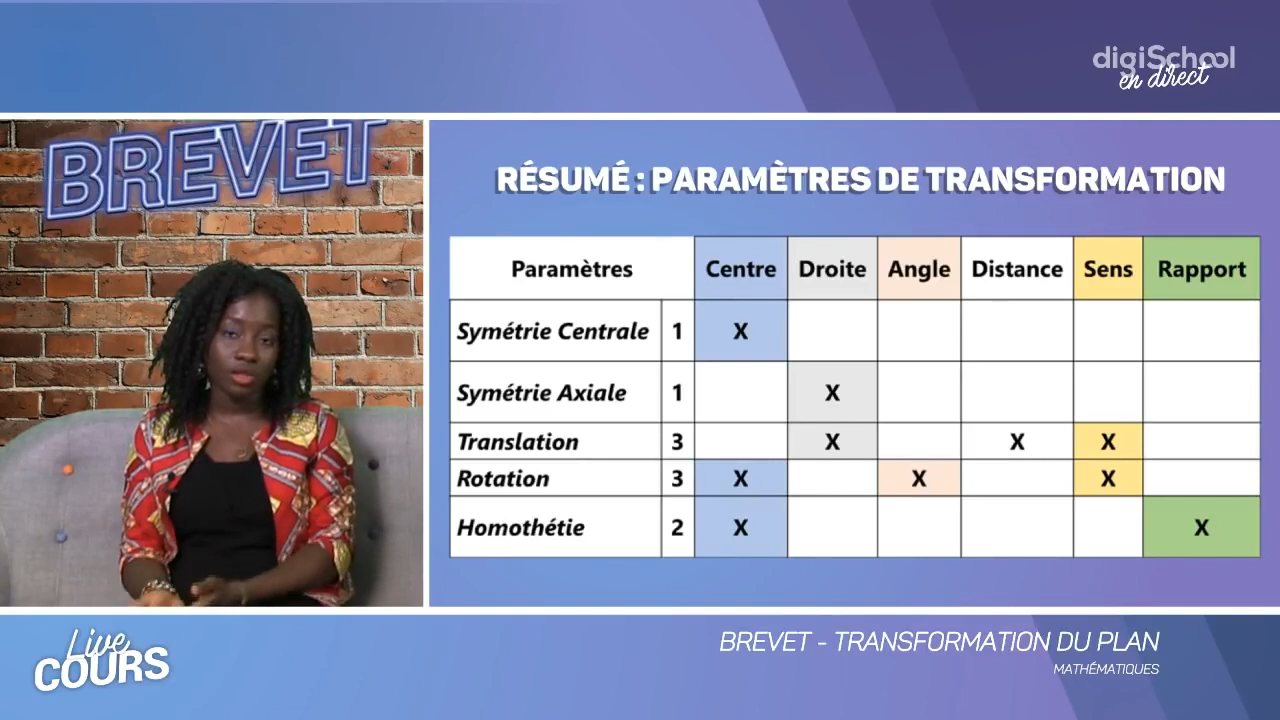 digiSchool
en direct
BREVET
RÉSUMÉ : PARAMÈTRES DE TRANSFORMATION
Paramètres Centre Droite Angle Distance Sens Rapport
Symétrie Centrale 1 X
Symétrie Axiale 1 X
Translation 3 X X X
Rotation 3 X X X
Homothétie 2 X X
Live
COURS
BREVET - TRANSFORMATION DU PLAN
MATHÉMATIQUES